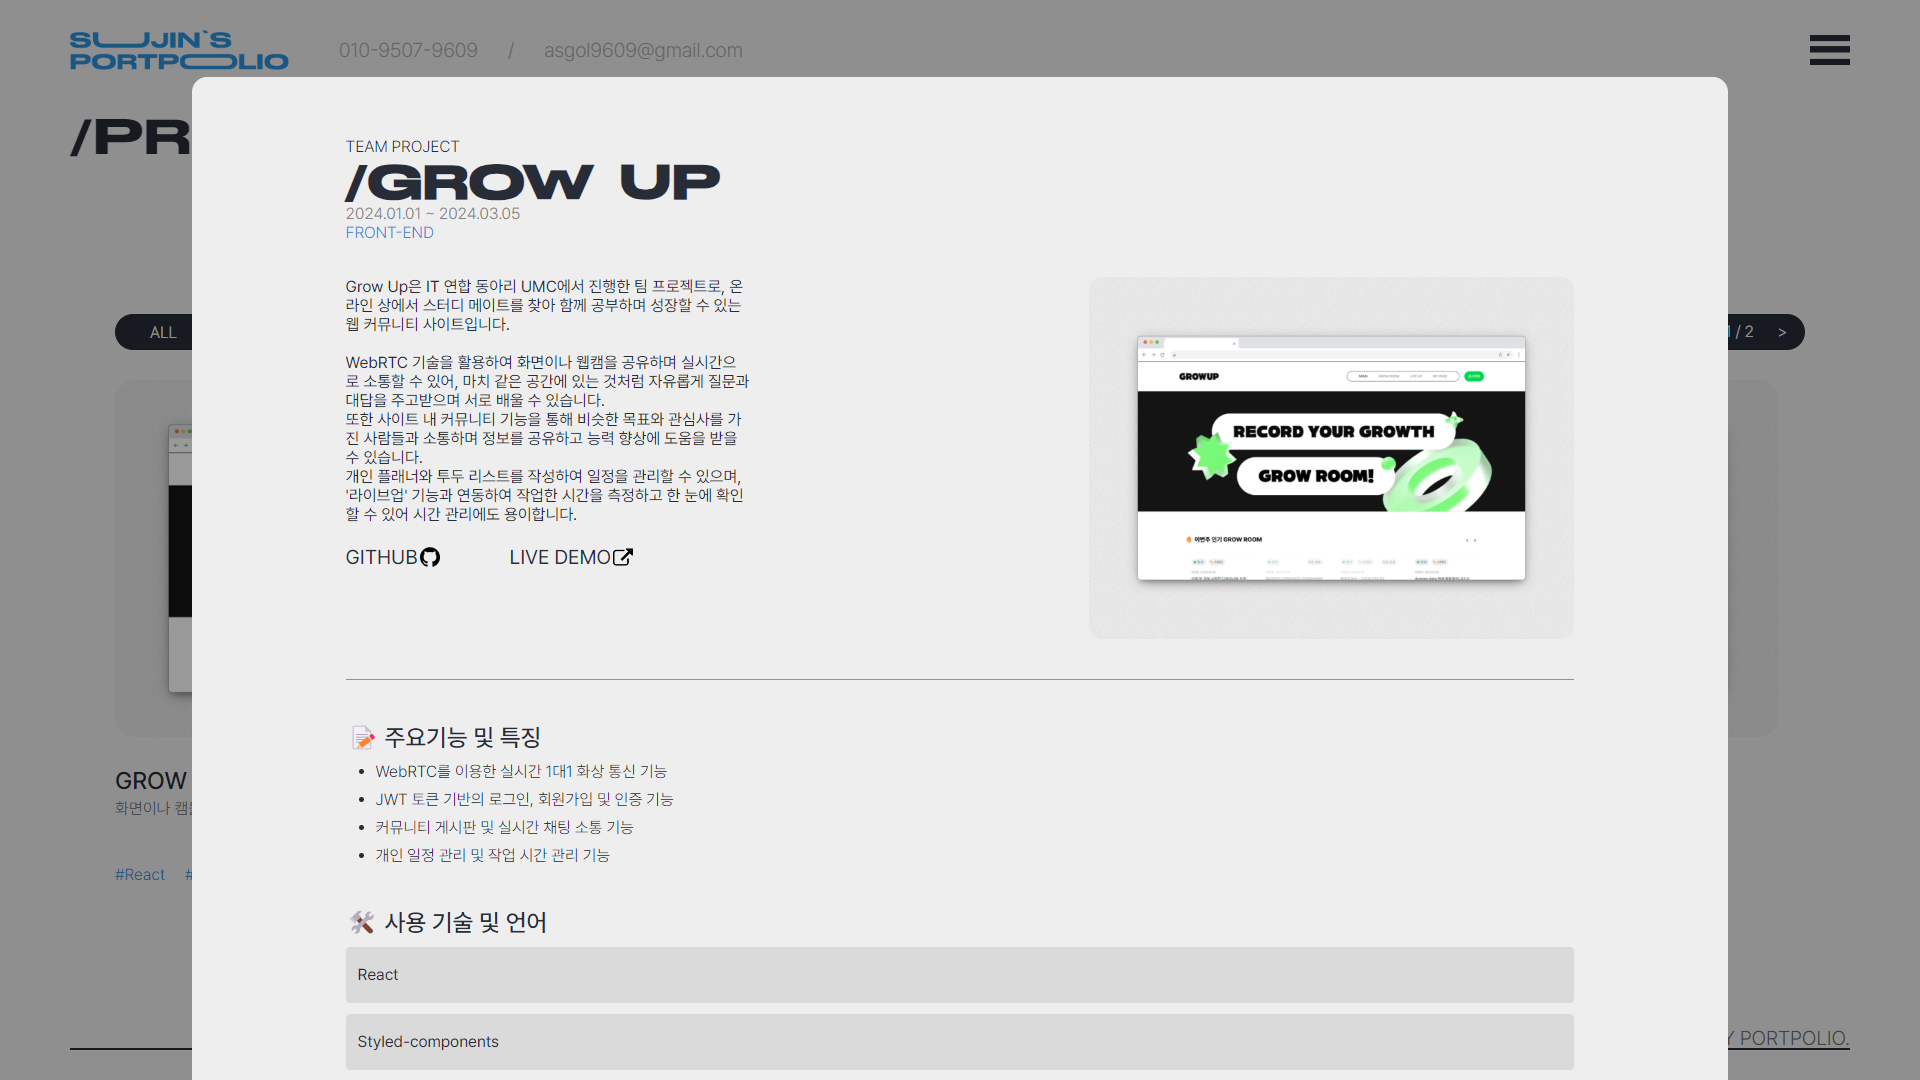 SUJIN`S
PORTPOLIO
010-9507-9609 / asgol9609@gmail.com
/PR
TEAM PROJECT
/GROW UP
2024.01.01 ~ 2024.03.05
FRONT-END
Grow Up은 IT 연합 동아리 UMC에서 진행한 팀 프로젝트로, 온
라인 상에서 스터디 메이트를 찾아 함께 공부하며 성장할 수 있는
웹 커뮤니티 사이트입니다.
WebRTC 기술을 활용하여 화면이나 웹캠을 공유하며 실시간으
로 소통할 수 있어, 마치 같은 공간에 있는 것처럼 자유롭게 질문과
대답을 주고받으며 서로 배울 수 있습니다.
또한 사이트 내 커뮤니티 기능을 통해 비슷한 목표와 관심사를 가
진 사람들과 소통하며 정보를 공유하고 능력 향상에 도움을 받을
수 있습니다.
개인 플래너와 투두 리스트를 작성하여 일정을 관리할 수 있으며,
'라이브업' 기능과 연동하여 작업한 시간을 측정하고 한 눈에 확인
할 수 있어 시간 관리에도 용이합니다.
GITHUB LIVE DEMO
GROWUP
RECORD YOUR GROWTH
GROW ROOM!
이번주 인기 GROW ROOM
ALL
1 / 2 >
GROW
화면이나 캠
#React #
주요기능 및 특징
• WebRTC를 이용한 실시간 1대1 화상 통신 기능
• JWT 토큰 기반의 로그인, 회원가입 및 인증 기능
• 커뮤니티 게시판 및 실시간 채팅 소통 기능
• 개인 일정 관리 및 작업 시간 관리 기능
사용 기술 및 언어
React
Styled-components
Y PORTPOLIO.